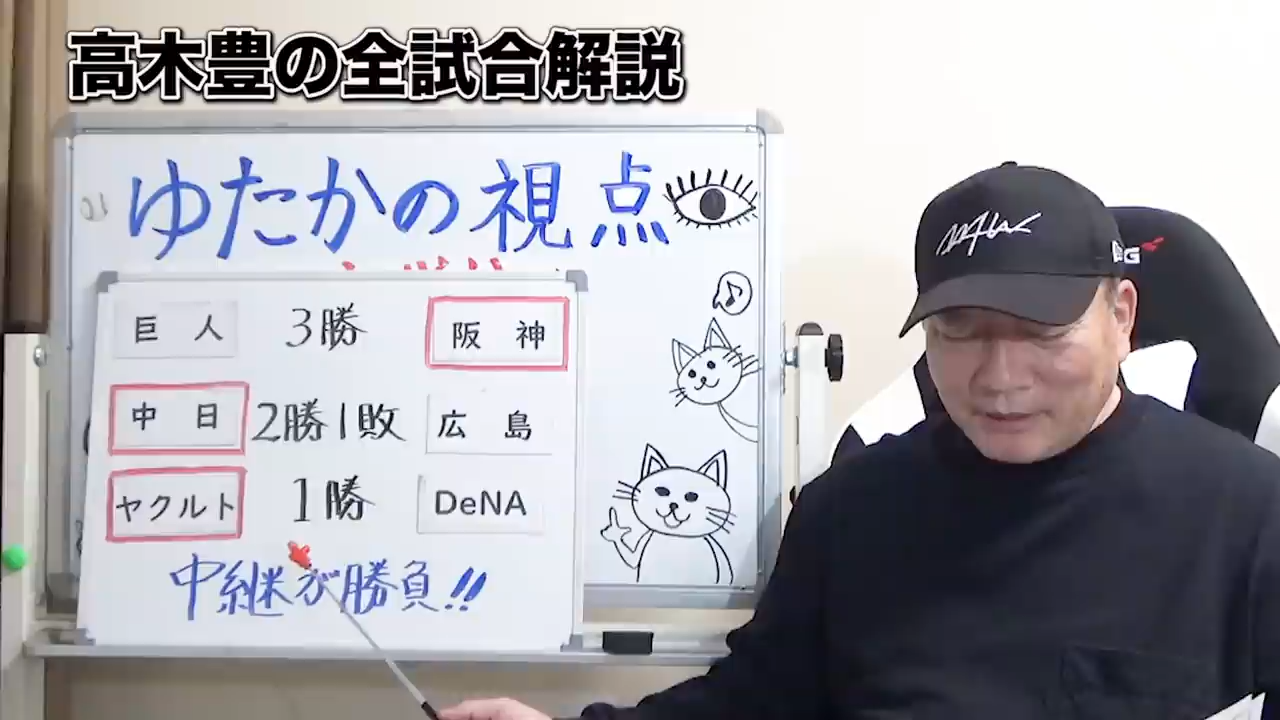 高木豊の全試合解説
ゆたかの視点
巨人 3勝 阪神
中日 2勝1敗 広島
ヤクルト 1勝 DeNA
中継が勝負!!